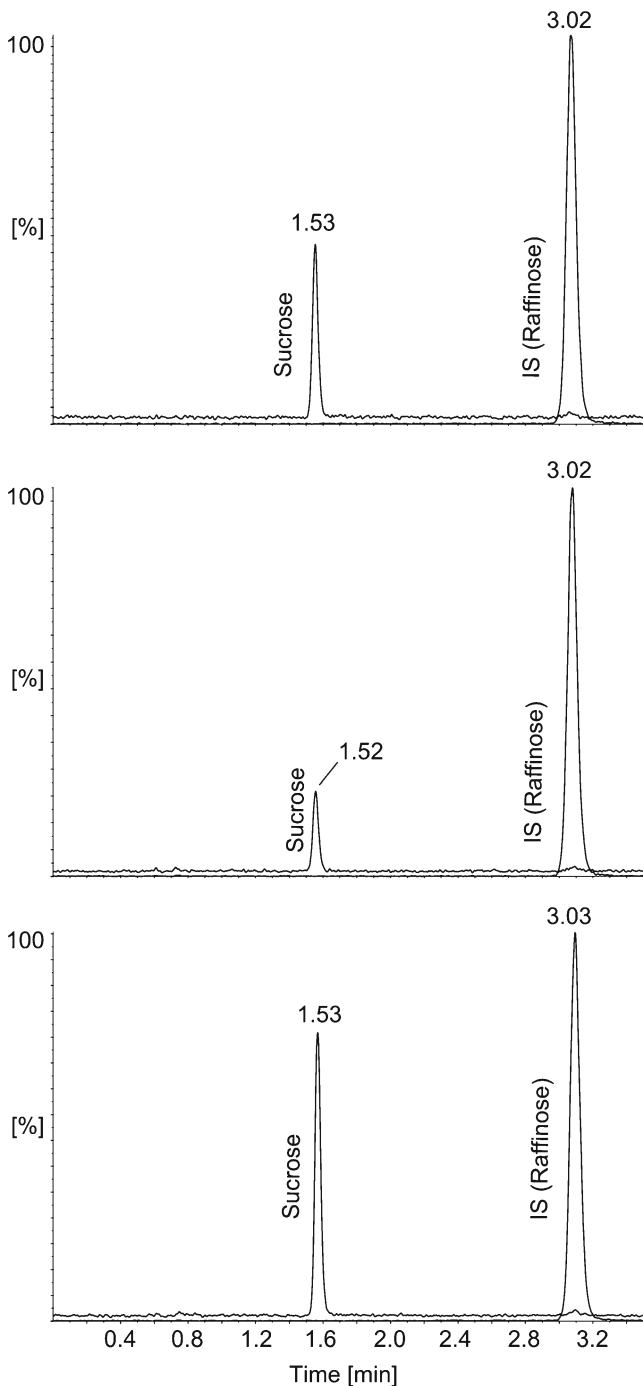 3.02
100
1.53
[%]
Sucrose
IS (Raffinose)
3.02
100
[%]
1.52
Sucrose
IS (Raffinose)
3.03
100
1.53
[%]
Sucrose
IS (Raffinose)
0.4 0.8 1.2 1.6 2.0 2.4 2.8 3.2
Time [min]